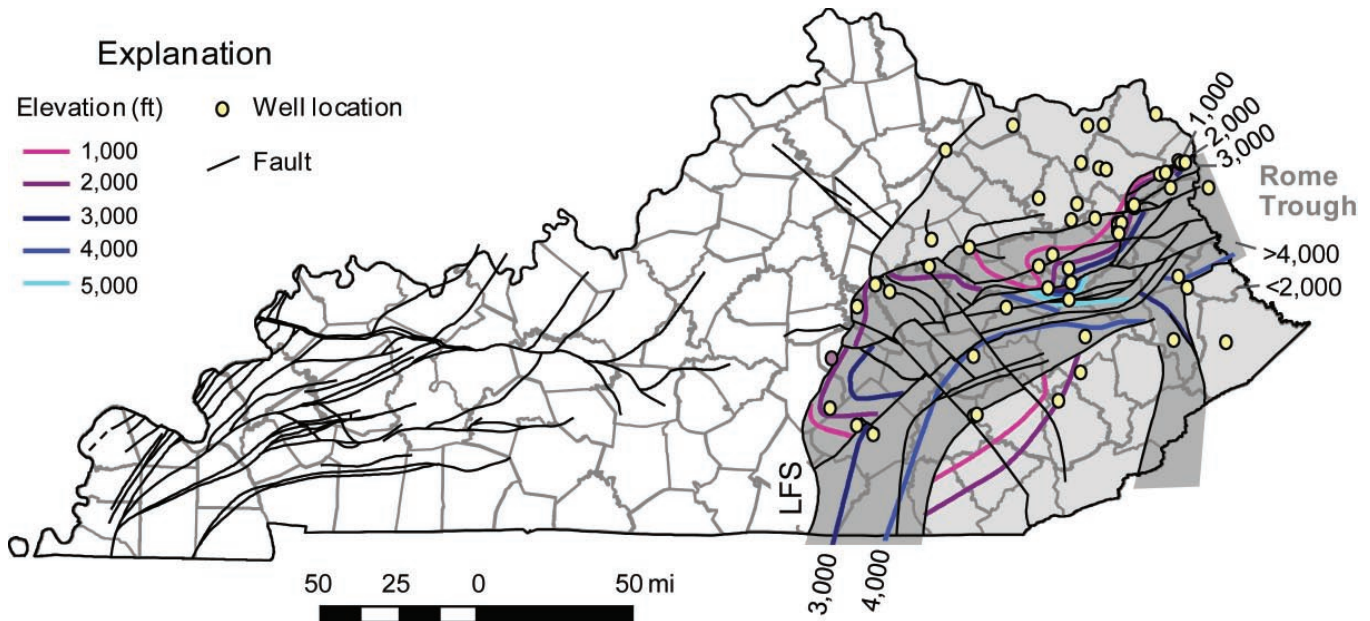 Explanation
Elevation (ft)
Well location
1,000
2,000
Fault
3,000
4,000
5,000
1,000
2,000
3,000
Rome
Trough
>4,000
<2,000
LFS
3,000
4,000
50 25 0 50 mi